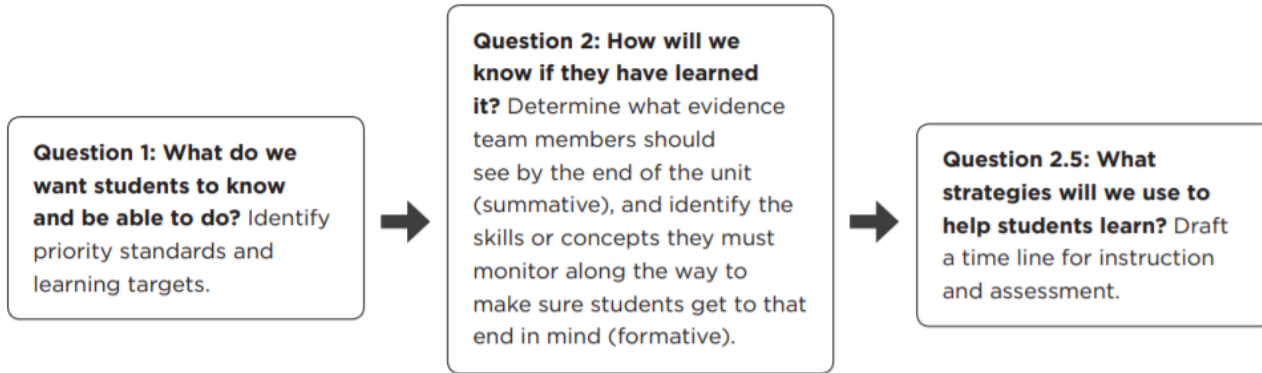 Question 1: What do we
want students to know
and be able to do? Identify
priority standards and
learning targets.
Question 2: How will we
know if they have learned
it? Determine what evidence
team members should
see by the end of the unit
(summative), and identify the
skills or concepts they must
monitor along the way to
make sure students get to that
end in mind (formative).
Question 2.5: What
strategies will we use to
help students learn? Draft
a time line for instruction
and assessment.